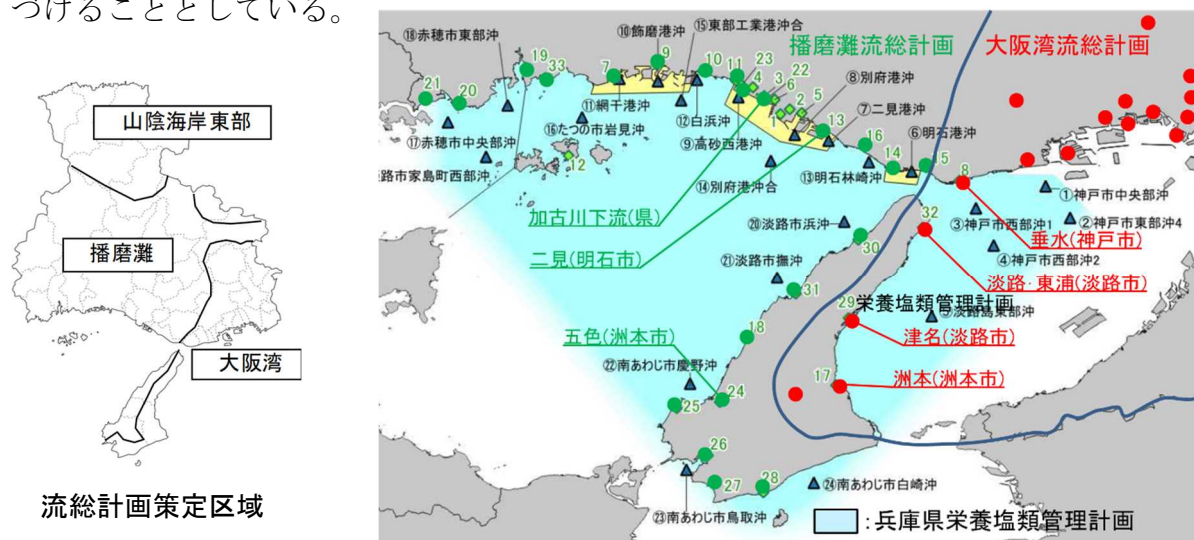 づけることとしている。
山陰海岸東部
播磨灘
大阪湾
流総計画策定区域
播磨灘流総計画
大阪湾流総計画
⑱赤穂市東部沖
⑩飾磨港沖
⑮東部工業港沖合
19
33
7
9
10
11
23
4
3
22
6
2
5
⑧別府港沖
⑦二見港沖
21
20
⑪網干港沖
⑫白浜沖
13
16
⑥明石港沖
⑰赤穂市中央部沖
⑯たつの市岩見沖
⑨高砂西港沖
14
15
路市家島町西部沖
12
⑭別府港沖合
⑬明石林崎沖
8
①神戸市中央部沖
加古川下流(県)
⑳淡路市浜沖
32
③神戸市西部沖1
②神戸市東部沖4
垂水(神戸市)
二見(明石市)
30
④神戸市西部沖2
㉑淡路市撫沖
淡路・東浦(淡路市)
31
29
栄養塩類管理計画
⑤淡路島東部沖
五色(洲本市)
18
津名(淡路市)
㉒南あわじ市慶野沖
17
洲本(洲本市)
25
24
26
27
28
㉔南あわじ市白崎沖
㉓南あわじ市鳥取沖
:兵庫県栄養塩類管理計画